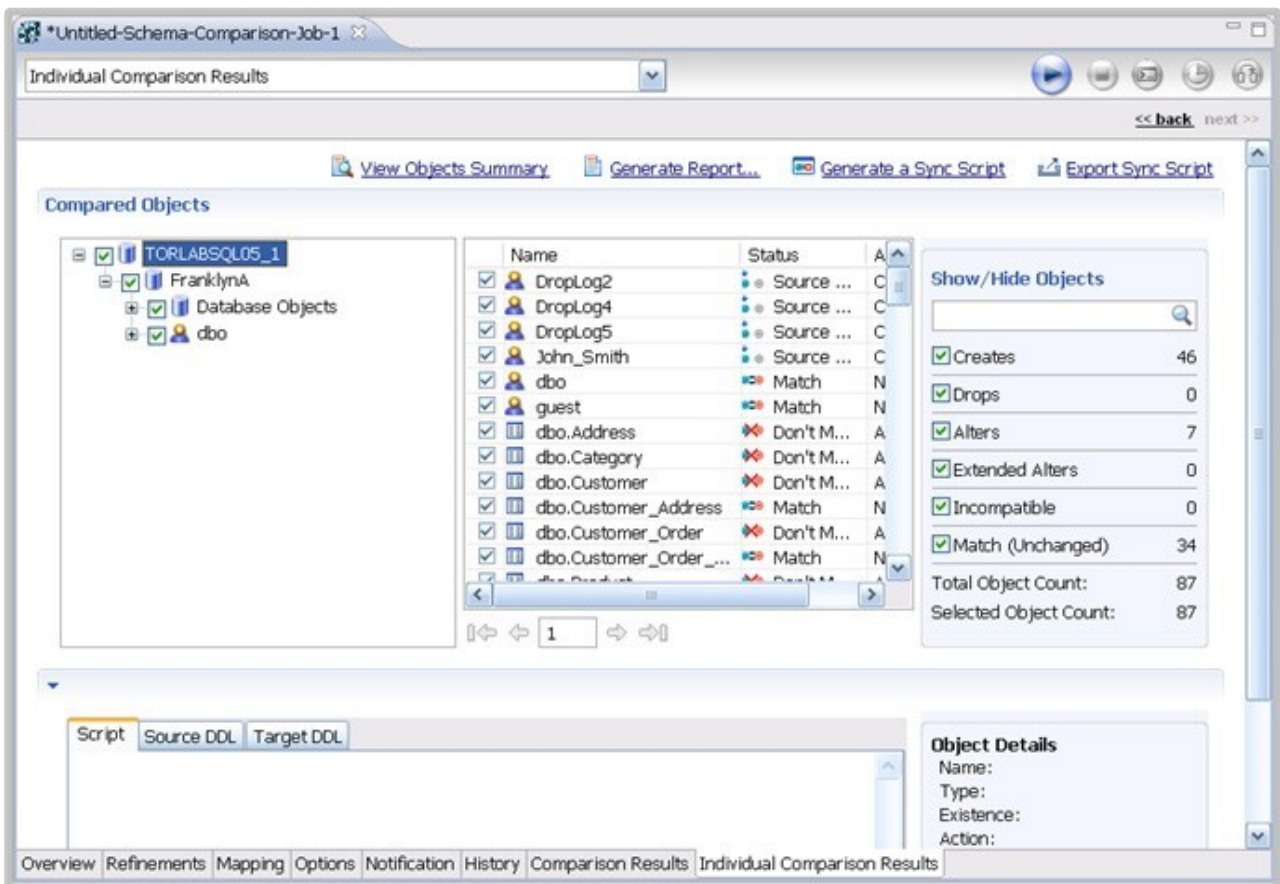 *Untitled-Schema-Comparison-Job-1
Individual Comparison Results
<< back next >>
View Objects Summary Generate Report... Generate a Sync Script Export Sync Script
Compared Objects
TORLABSQL05_1
FranklynA
Database Objects
dbo
Name Status A
DropLog2 Source ... C
DropLog4 Source ... C
DropLog5 Source ... C
John_Smith Source ... C
dbo Match N
guest Match N
dbo.Address Don't M... A
dbo.Category Don't M... A
dbo.Customer Don't M... A
dbo.Customer_Address Match N
dbo.Customer_Order Don't M... A
dbo.Customer_Order_... Match N
dbo.Product Don't M... A
1
Show/Hide Objects
Creates 46
Drops 0
Alters 7
Extended Alters 0
Incompatible 0
Match (Unchanged) 34
Total Object Count: 87
Selected Object Count: 87
Script Source DDL Target DDL
Object Details
Name:
Type:
Existence:
Action:
Overview Refinements Mapping Options Notification History Comparison Results Individual Comparison Results